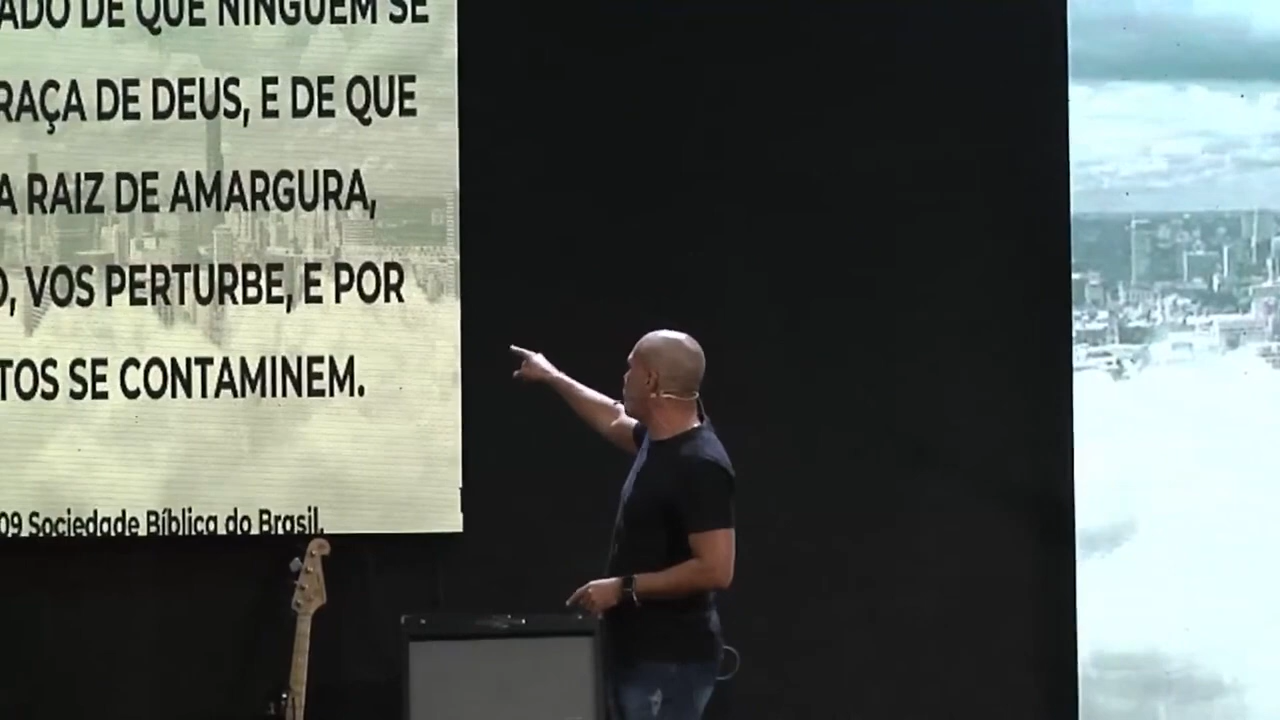 ADO DE QUE NINGUÉM SE
RAÇA DE DEUS, E DE QUE
A RAIZ DE AMARGURA,
O, VOS PERTURBE, E POR
TOS SE CONTAMINEM.
09 Sociedade Bíblica do Brasil.